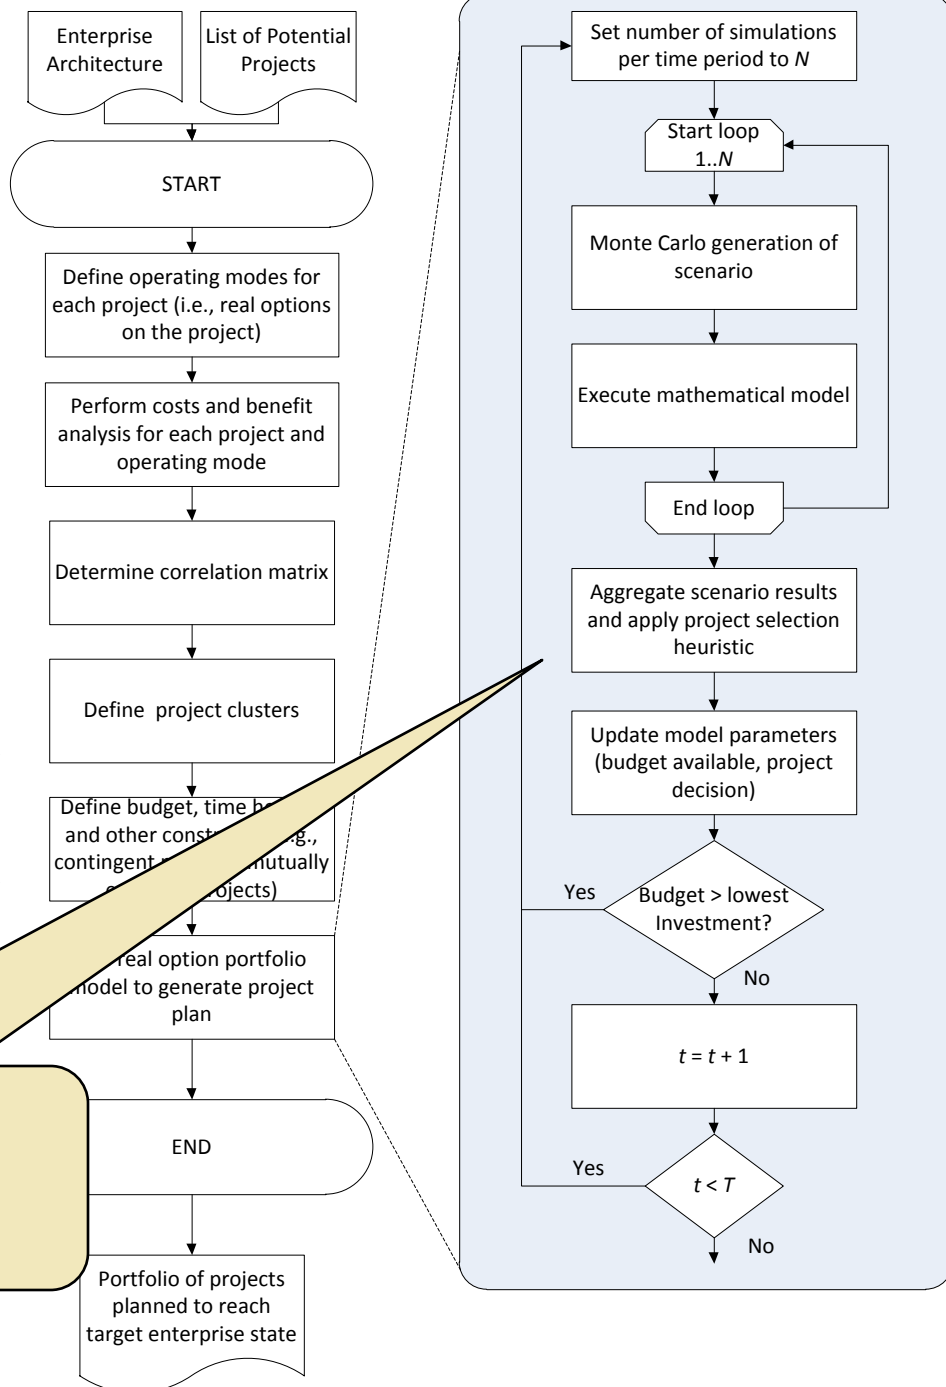 Enterprise
Architecture
List of Potential
Projects
START
Define operating modes for
each project (i.e., real options
on the project)
Perform costs and benefit
analysis for each project and
operating mode
Determine correlation matrix
Define project clusters
Define budget, time
and other
contingent mutually
projects)
real option portfolio
model to generate project
plan
END
Portfolio of projects
planned to reach
target enterprise state
Set number of simulations
per time period to N
Start loop
1..N
Monte Carlo generation of
scenario
Execute mathematical model
End loop
Aggregate scenario results
and apply project selection
heuristic
Update model parameters
(budget available, project
decision)
Yes
Budget > lowest
Investment?
No
t = t + 1
Yes
t < T
No